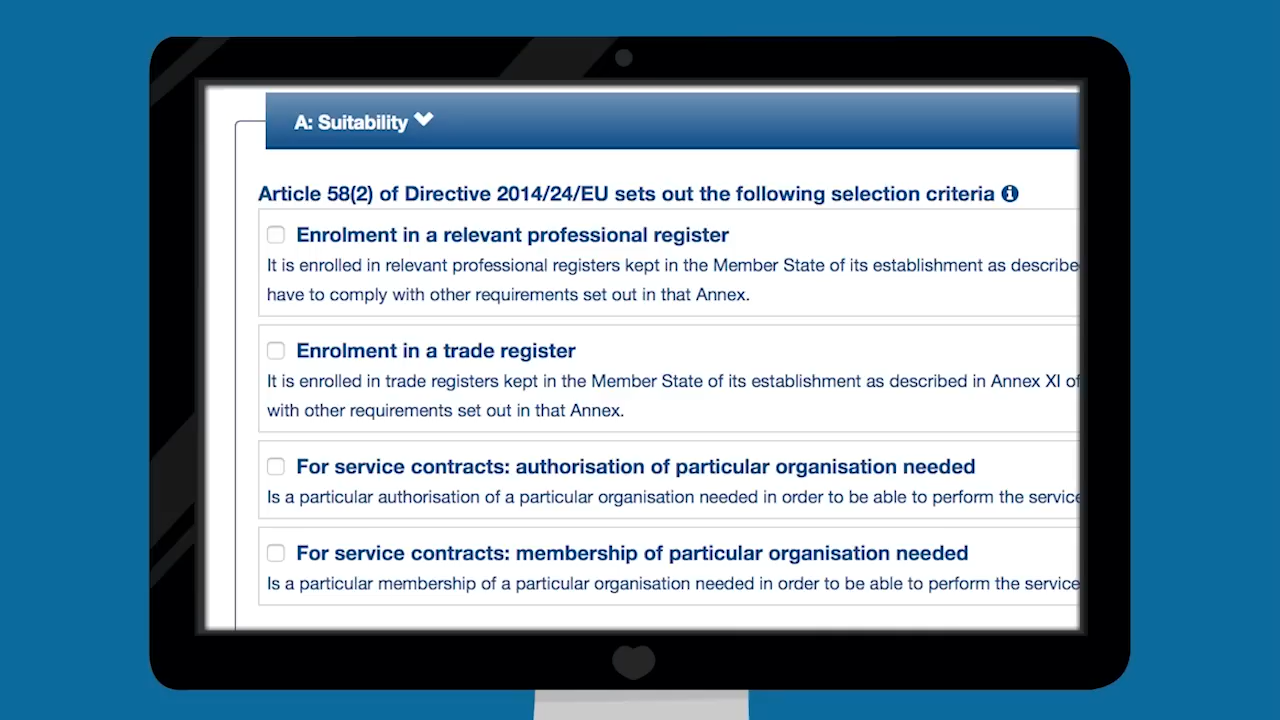 A: Suitability
Article 58(2) of Directive 2014/24/EU sets out the following selection criteria
Enrolment in a relevant professional register
It is enrolled in relevant professional registers kept in the Member State of its establishment as describe
have to comply with other requirements set out in that Annex.
Enrolment in a trade register
It is enrolled in trade registers kept in the Member State of its establishment as described in Annex XI of
with other requirements set out in that Annex.
For service contracts: authorisation of particular organisation needed
Is a particular authorisation of a particular organisation needed in order to be able to perform the service
For service contracts: membership of particular organisation needed
Is a particular membership of a particular organisation needed in order to be able to perform the service